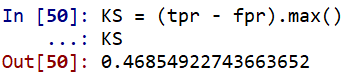 In [50]: KS = (tpr - fpr).max()
    ...: KS
Out[50]: 0.46854922743663652